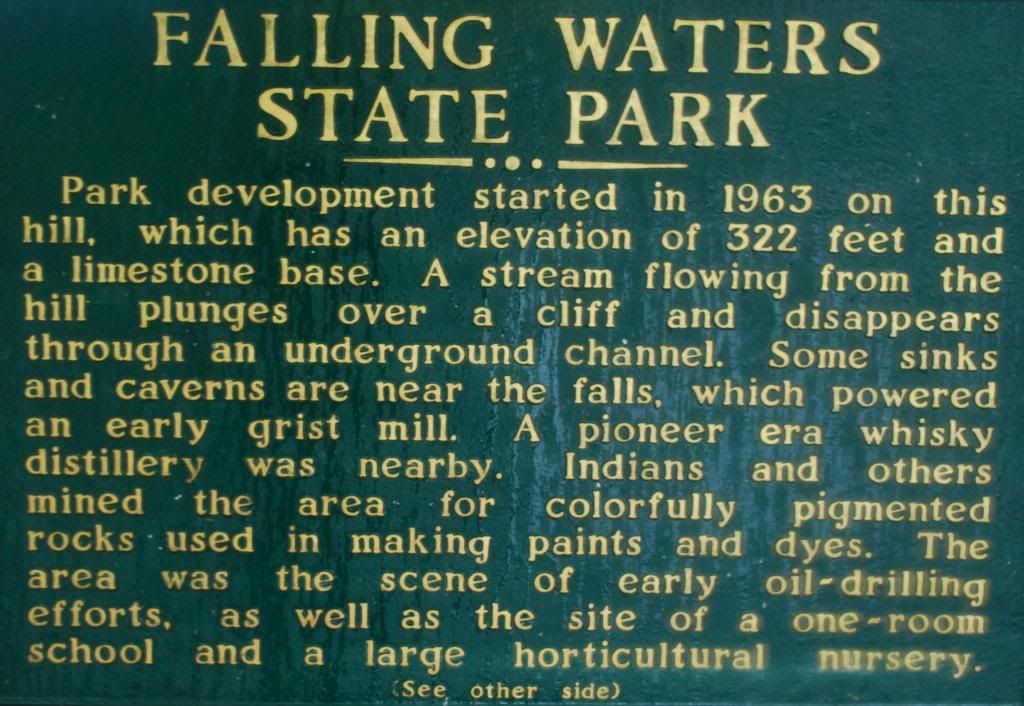 FALLING WATERS
STATE PARK
Park development started in 1963 on this
hill, which has an elevation of 322 feet and
a limestone base. A stream flowing from the
hill plunges over a cliff and disappears
through an underground channel. Some sinks
and caverns are near the falls, which powered
an early grist mill. A pioneer era whisky
distillery was nearby. Indians and others
mined the area for colorfully pigmented
rocks used in making paints and dyes. The
area was the scene of early oil-drilling
efforts, as well as the site of a one-room
school and a large horticultural nursery.
(See other side)